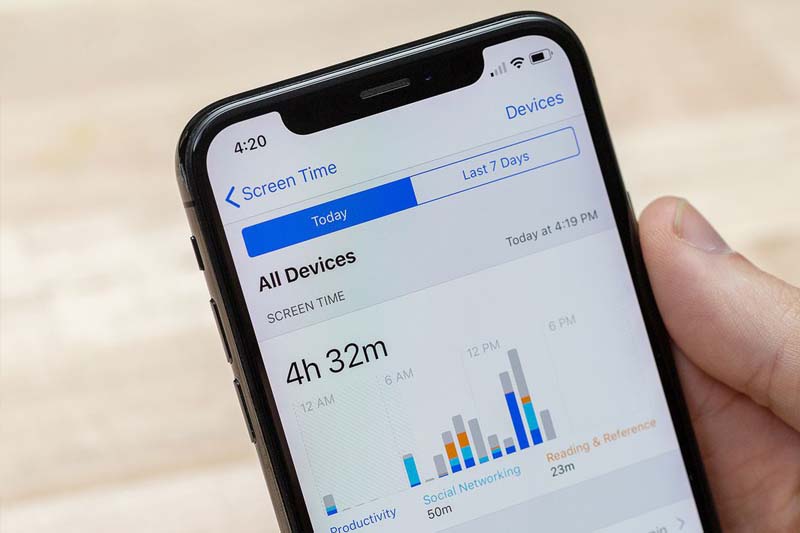 4:20
Devices
Screen Time
Today
Last 7 Days
All Devices
Today at 4:19 PM
SCREEN TIME
4h 32m
12 AM
6 AM
12 PM
6 PM
Productivity
Social Networking
Reading & Reference
50m
23m